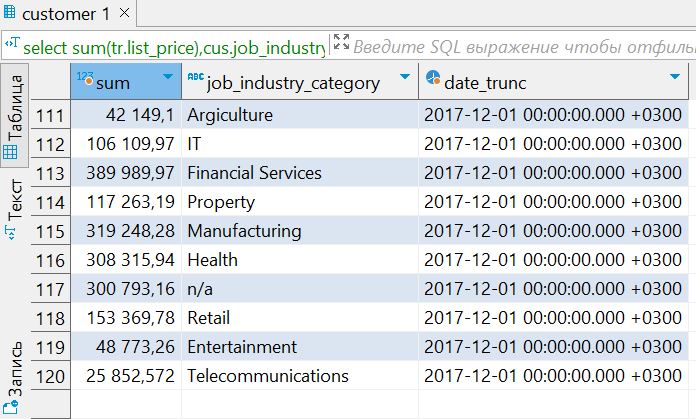 customer 1
select sum(tr.list_price),cus.job_industry
Введите SQL выражение чтобы отфиль
Таблица
Текст
Запись
123 sum ABC job_industry_category date_trunc
111 42 149,1 Argiculture 2017-12-01 00:00:00.000 +0300
112 106 109,97 IT 2017-12-01 00:00:00.000 +0300
113 389 989,97 Financial Services 2017-12-01 00:00:00.000 +0300
114 117 263,19 Property 2017-12-01 00:00:00.000 +0300
115 319 248,28 Manufacturing 2017-12-01 00:00:00.000 +0300
116 308 315,94 Health 2017-12-01 00:00:00.000 +0300
117 300 793,16 n/a 2017-12-01 00:00:00.000 +0300
118 153 369,78 Retail 2017-12-01 00:00:00.000 +0300
119 48 773,26 Entertainment 2017-12-01 00:00:00.000 +0300
120 25 852,572 Telecommunications 2017-12-01 00:00:00.000 +0300